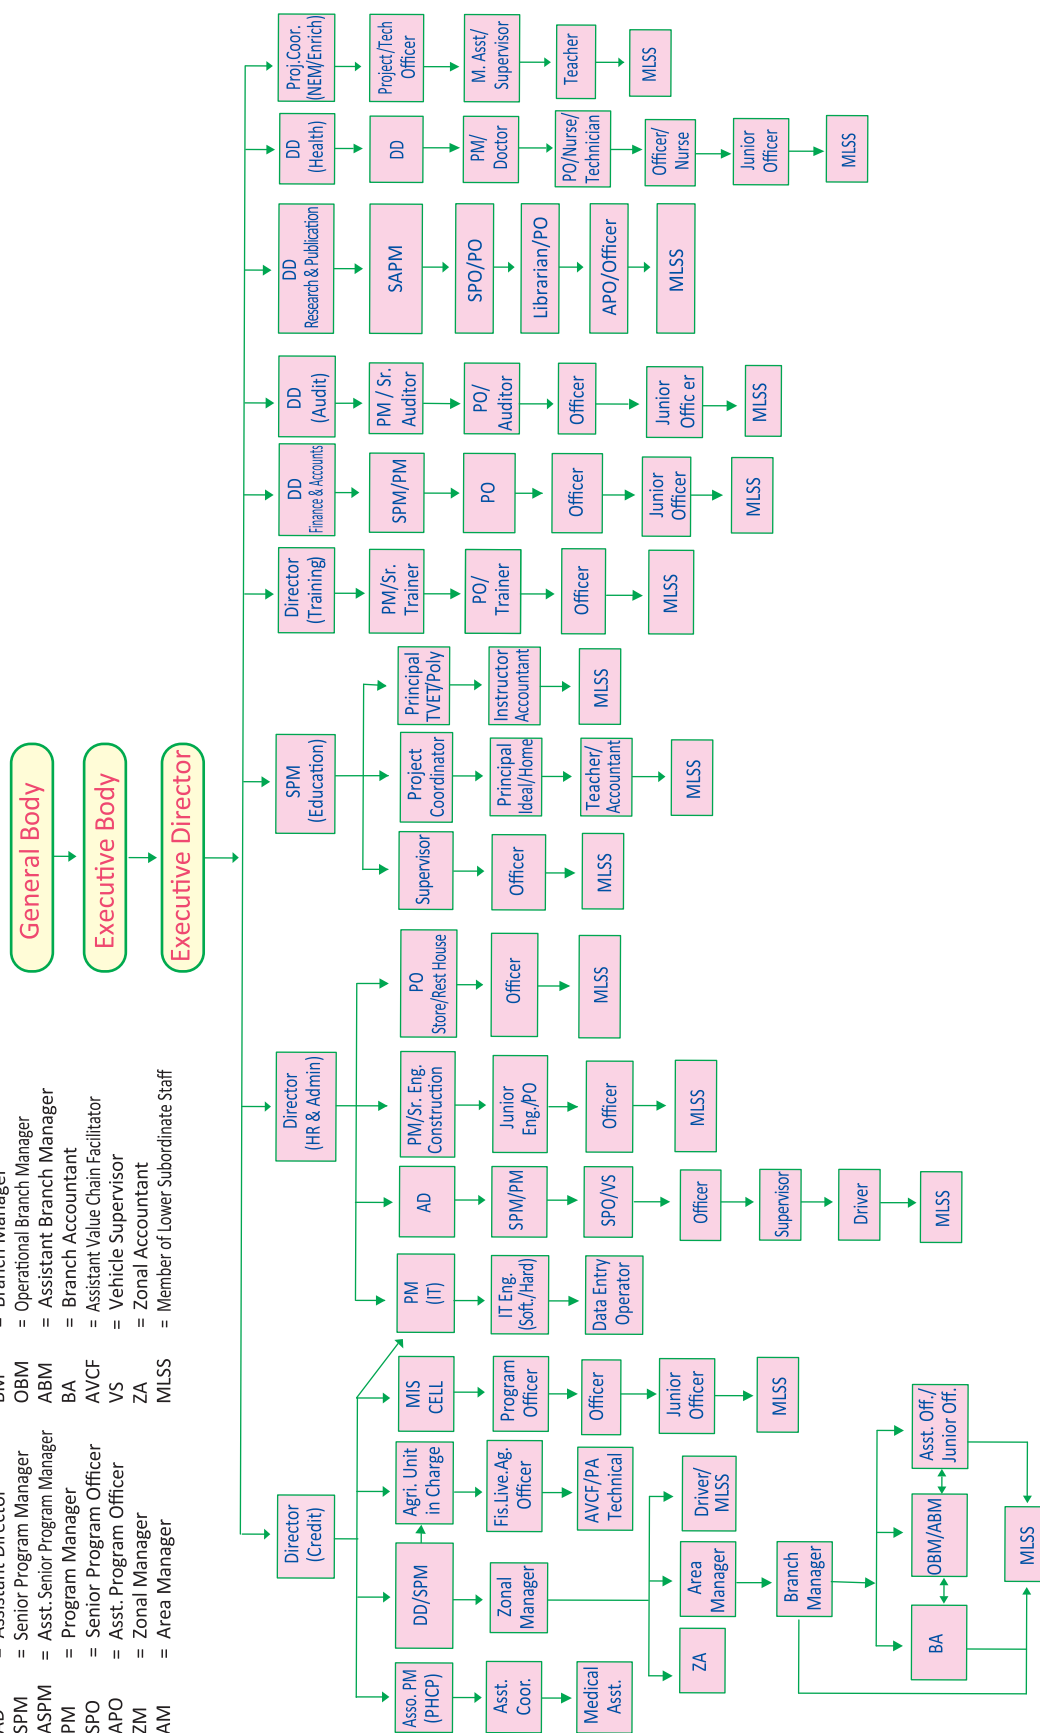 General Body
Executive Body
Executive Director
AD = Assistant Director
SPM = Senior Program Manager
ASPM = Asst. Senior Program Manager
PM = Program Manager
SPO = Senior Program Officer
APO = Asst. Program Officer
ZM = Zonal Manager
AM = Area Manager
BM = Branch Manager
OBM = Operational Branch Manager
ABM = Assistant Branch Manager
BA = Branch Accountant
AVCF = Assistant Value Chain Facilitator
VS = Vehicle Supervisor
ZA = Zonal Accountant
MLSS = Member of Lower Subordinate Staff
Director
(Credit)
Asso. PM
(PHCP)
Asst.
Coor.
Medical
Asst.
DD/SPM
Zonal
Manager
ZA
Area
Manager
Driver/
MLSS
Branch
Manager
BA
OBM/ABM
Asst. Off./
Junior Off.
MLSS
Agri. Unit
in Charge
Fis.Live.Ag.
Officer
AVCF/PA
Technical
MIS
CELL
Program
Officer
Officer
Junior
Officer
MLSS
Director
(HR & Admin)
PM
(IT)
IT Eng.
(Soft./Hard)
Data Entry
Operator
AD
SPM/PM
SPO/VS
Officer
Supervisor
Driver
MLSS
PM/Sr. Eng.
Construction
Junior
Eng./PO
Officer
MLSS
PO
Store/Rest House
Officer
MLSS
SPM
(Education)
Supervisor
Officer
MLSS
Project
Coordinator
Principal
Ideal/Home
Teacher/
Accountant
MLSS
Principal
TVET/Poly
Instructor
Accountant
MLSS
Director
(Training)
PM/Sr.
Trainer
PO/
Trainer
Officer
MLSS
DD
Finance & Accounts
SPM/PM
PO
Officer
Junior
Officer
MLSS
DD
(Audit)
PM / Sr.
Auditor
PO/
Auditor
Officer
Junior
Offic er
MLSS
DD
Research & Publication
SAPM
SPO/PO
Librarian/PO
APO/Officer
MLSS
DD
(Health)
DD
PM/
Doctor
PO/Nurse/
Technician
Officer/
Nurse
Junior
Officer
MLSS
Proj.Coor.
(NEM/Enrich)
Project/Tech
Officer
M. Asst/
Supervisor
Teacher
MLSS